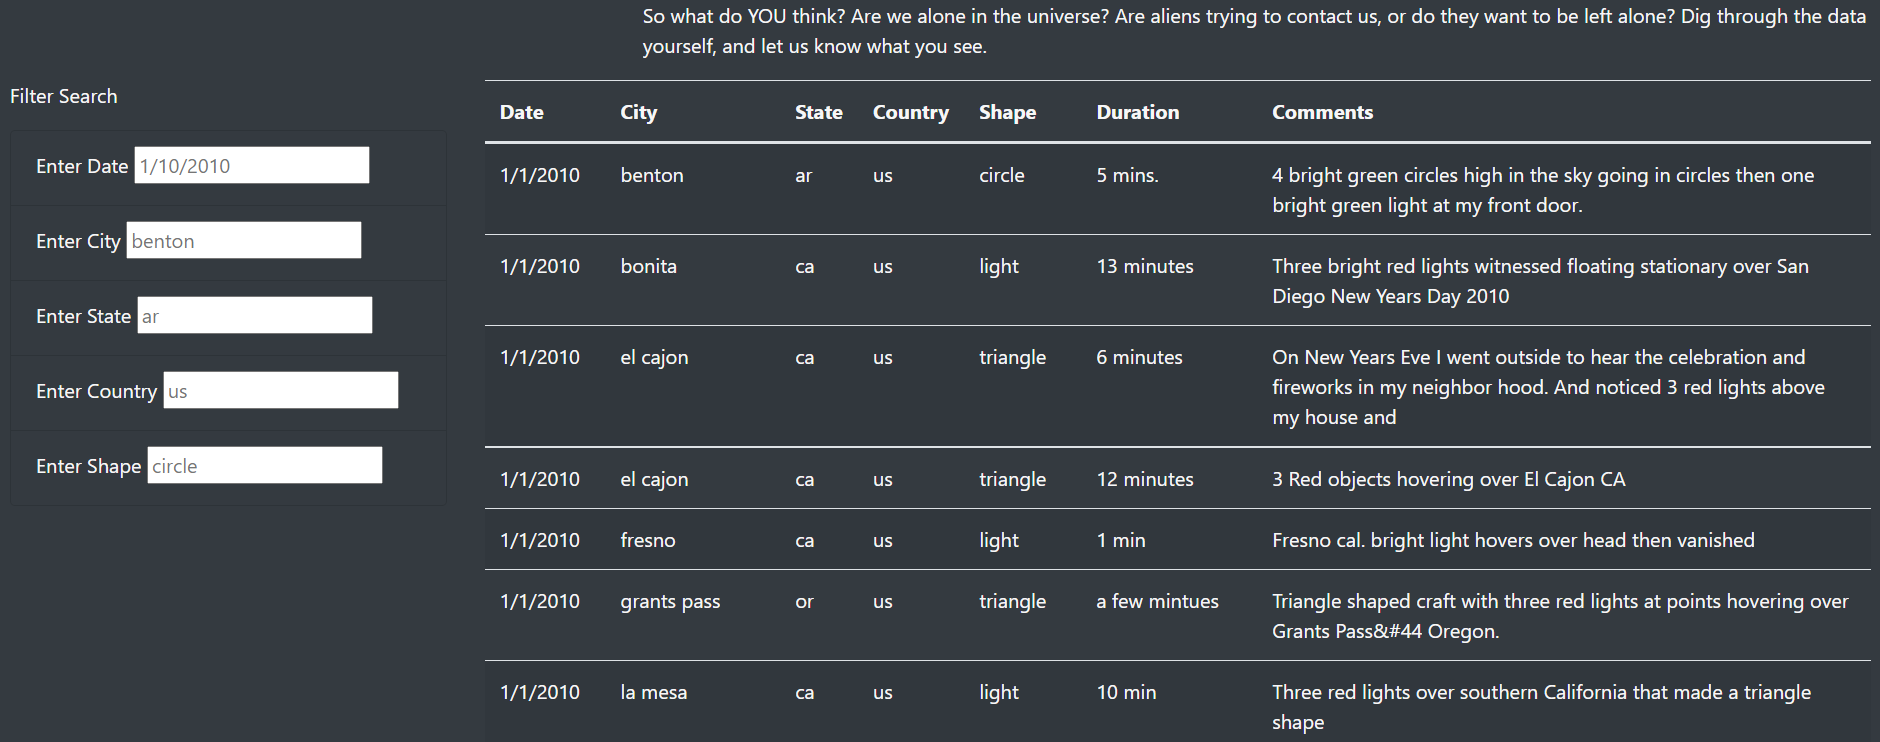 So what do YOU think? Are we alone in the universe? Are aliens trying to contact us, or do they want to be left alone? Dig through the data
yourself, and let us know what you see.
Filter Search
Enter Date 1/10/2010
Enter City benton
Enter State ar
Enter Country us
Enter Shape circle
Date City State Country Shape Duration Comments
1/1/2010 benton ar us circle 5 mins. 4 bright green circles high in the sky going in circles then one
bright green light at my front door.
1/1/2010 bonita ca us light 13 minutes Three bright red lights witnessed floating stationary over San
Diego New Years Day 2010
1/1/2010 el cajon ca us triangle 6 minutes On New Years Eve I went outside to hear the celebration and
fireworks in my neighbor hood. And noticed 3 red lights above
my house and
1/1/2010 el cajon ca us triangle 12 minutes 3 Red objects hovering over El Cajon CA
1/1/2010 fresno ca us light 1 min Fresno cal. bright light hovers over head then vanished
1/1/2010 grants pass or us triangle a few mintues Triangle shaped craft with three red lights at points hovering over
Grants Pass&#44 Oregon.
1/1/2010 la mesa ca us light 10 min Three red lights over southern California that made a triangle
shape